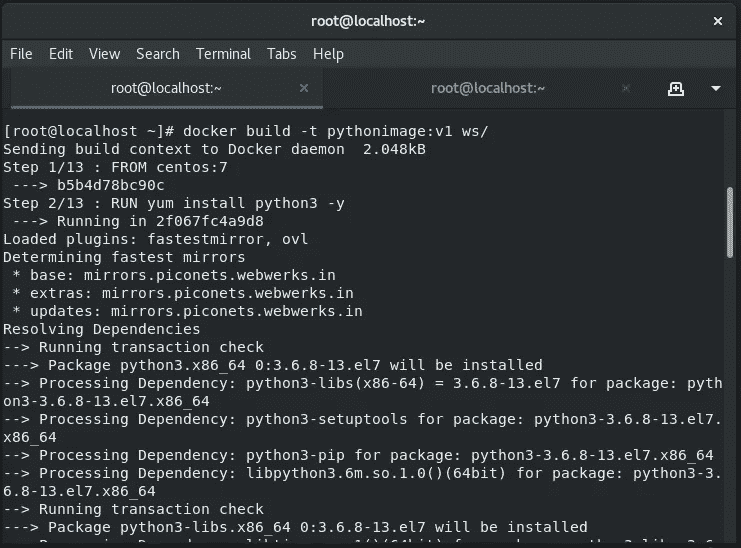 root@localhost:~
File Edit View Search Terminal Tabs Help
root@localhost:~ root@localhost:~
[root@localhost ~]# docker build -t pythonimage:v1 ws/
Sending build context to Docker daemon  2.048kB
Step 1/13 : FROM centos:7
 ---> b5b4d78bc90c
Step 2/13 : RUN yum install python3 -y
 ---> Running in 2f067fc4a9d8
Loaded plugins: fastestmirror, ovl
Determining fastest mirrors
 * base: mirrors.piconets.webwerks.in
 * extras: mirrors.piconets.webwerks.in
 * updates: mirrors.piconets.webwerks.in
Resolving Dependencies
--> Running transaction check
---> Package python3.x86_64 0:3.6.8-13.el7 will be installed
--> Processing Dependency: python3-libs(x86-64) = 3.6.8-13.el7 for package: pyth
on3-3.6.8-13.el7.x86_64
--> Processing Dependency: python3-setuptools for package: python3-3.6.8-13.el7.
x86_64
--> Processing Dependency: python3-pip for package: python3-3.6.8-13.el7.x86_64
--> Processing Dependency: libpython3.6m.so.1.0()(64bit) for package: python3-3.
6.8-13.el7.x86_64
--> Running transaction check
---> Package python3-libs.x86_64 0:3.6.8-13.el7 will be installed